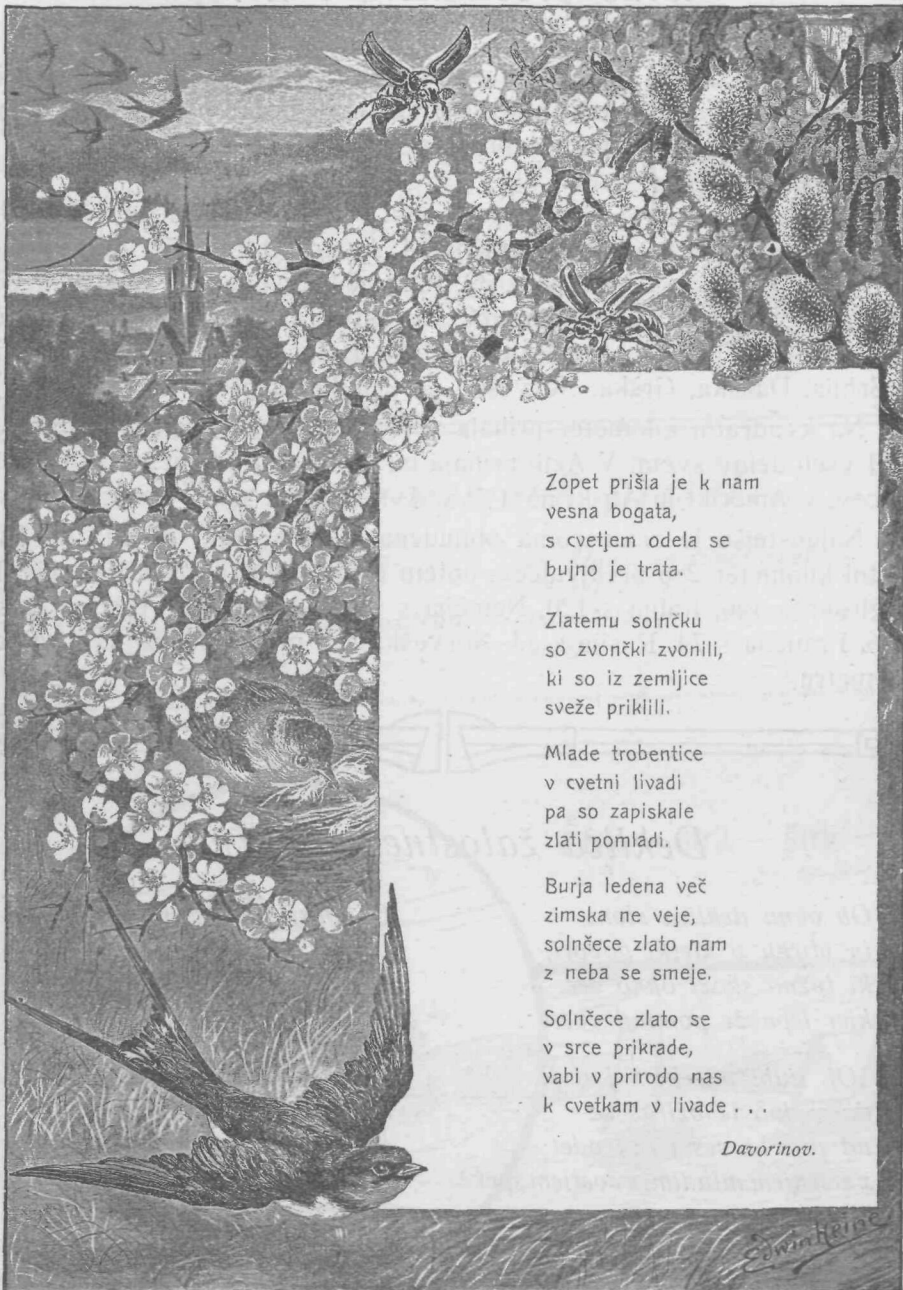 Zopet prišla je k nam
vesna bogata,
s cvetjem odela se
bujno je trata.

Zlatemu solnčku
so zvončki zvonili,
ki so iz zemljice
sveže priklili.

Mlade trobentice
v cvetni livadi
pa so zapiskale
zlati pomladi.

Burja ledena več
zimska ne veje,
solnčece zlato nam
z neba se smeje.

Solnčece zlato se
v srce prikrade,
vabi v prirodo nas
k cvetkam v livade . . .

Davorinov.

Edwin Heine